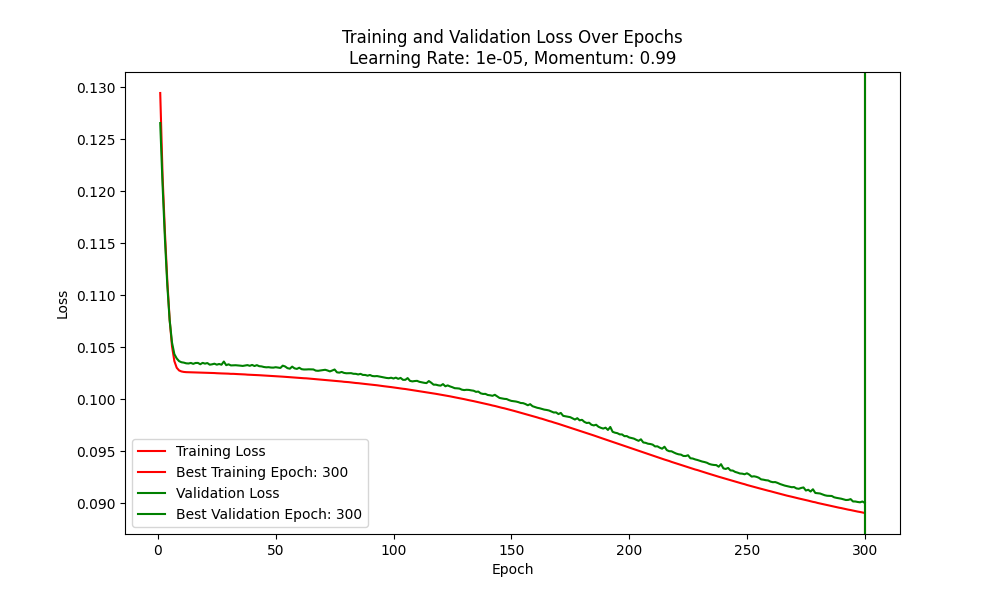 Training and Validation Loss Over Epochs
Learning Rate: 1e-05, Momentum: 0.99
0.130
0.125
0.120
0.115
0.110
0.105
0.100
0.095
0.090
Loss
Training Loss
Best Training Epoch: 300
Validation Loss
Best Validation Epoch: 300
0 50 100 150 200 250 300
Epoch